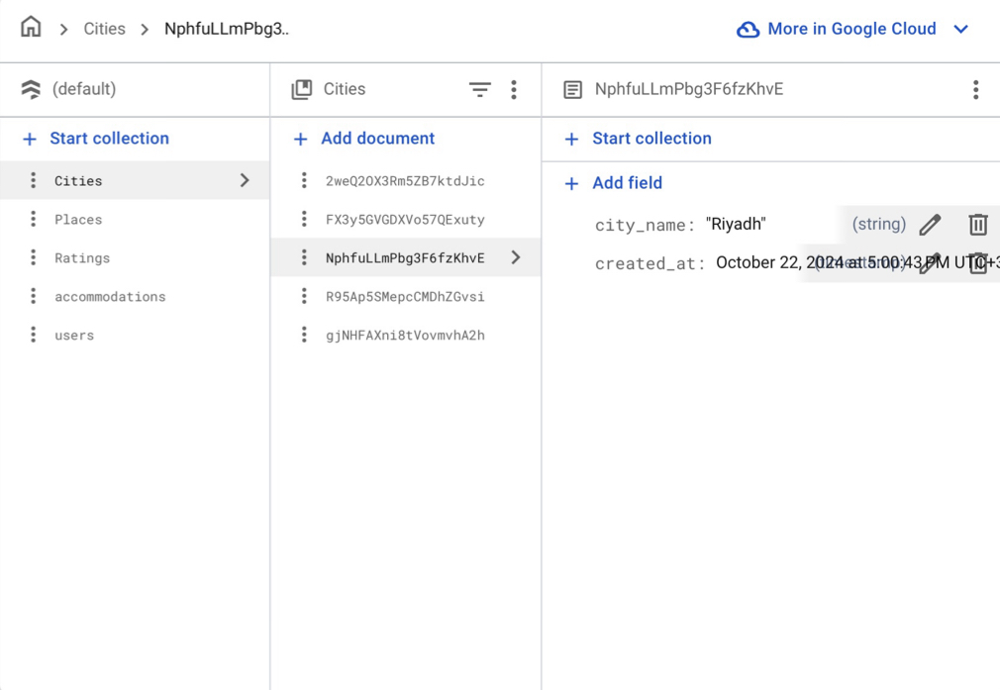 Cities NphfuLLmPbg3.. More in Google Cloud
(default)
Start collection
Cities
Places
Ratings
accommodations
users
Cities
Add document
2weQ2OX3Rm5ZB7ktdJic
FX3y5GVGDXVo57QExuty
NphfuLLmPbg3F6fzKhvE
R95Ap5SMepcCMDhZGvsi
gjNHFAXni8tVovmvhA2h
NphfuLLmPbg3F6fzKhvE
Start collection
Add field
city_name: "Riyadh" (string)
created_at: October 22, 2024 at 5:00:43 PM UTC+3 (timestamp)